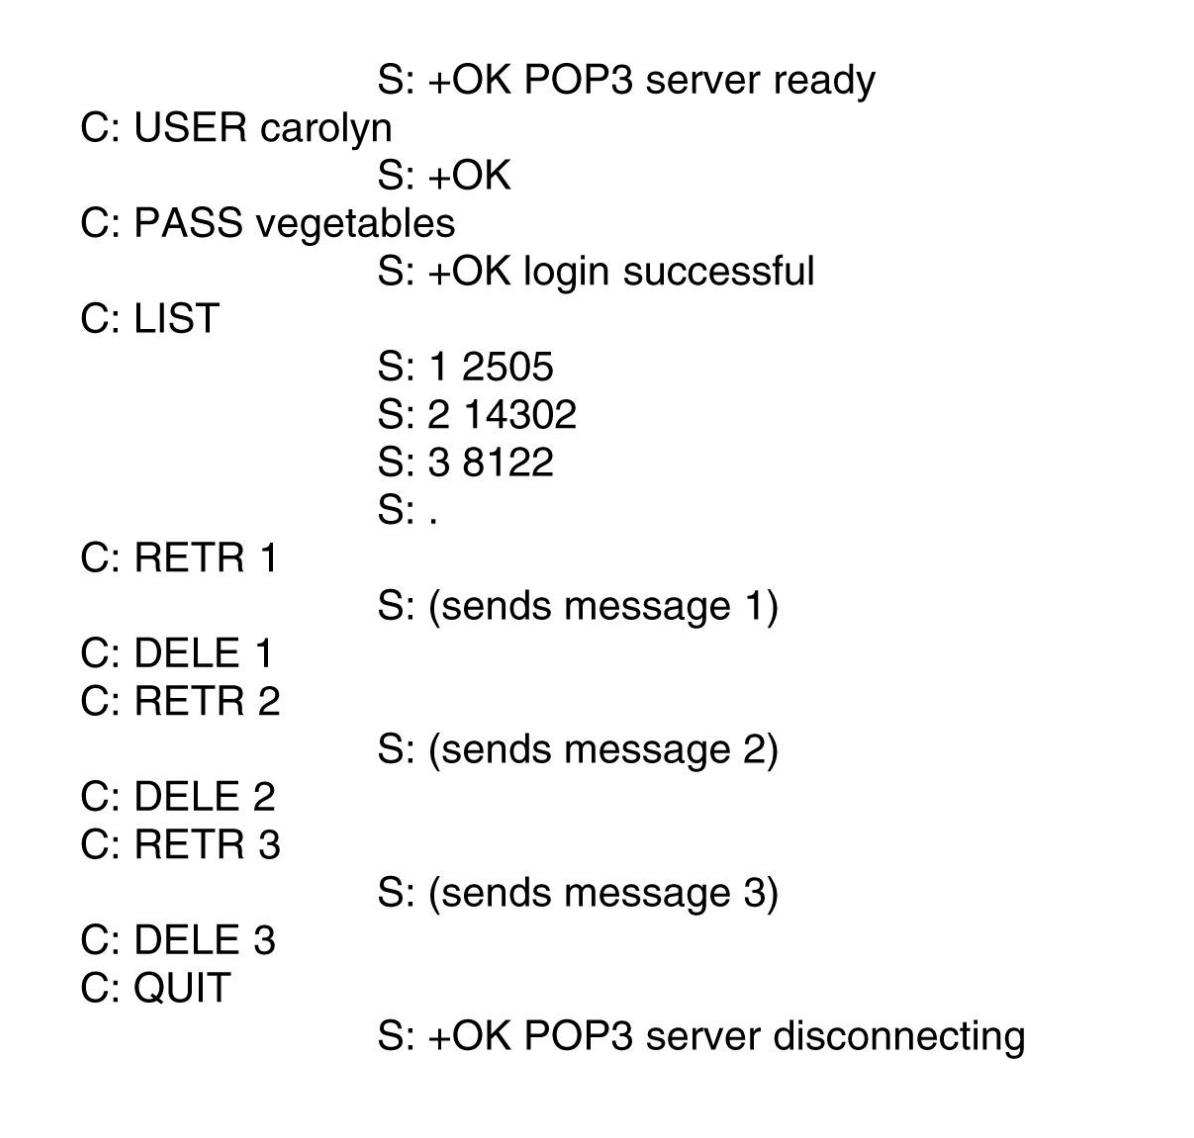 S: +OK POP3 server ready
C: USER carolyn
S: +OK
C: PASS vegetables
S: +OK login successful
C: LIST
S: 1 2505
S: 2 14302
S: 3 8122
S: .
C: RETR 1
S: (sends message 1)
C: DELE 1
C: RETR 2
S: (sends message 2)
C: DELE 2
C: RETR 3
S: (sends message 3)
C: DELE 3
C: QUIT
S: +OK POP3 server disconnecting